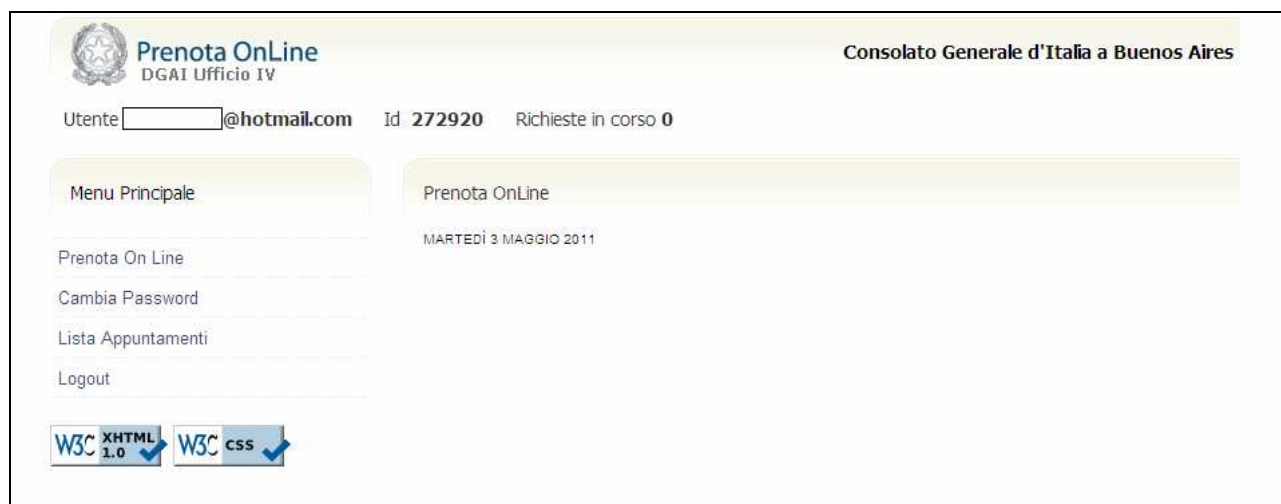 Prenota OnLine
DGAI Ufficio IV
Consolato Generale d'Italia a Buenos Aires
Utente @hotmail.com Id 272920 Richieste in corso 0
Menu Principale
Prenota OnLine
MARTEDÌ 3 MAGGIO 2011
Prenota On Line
Cambia Password
Lista Appuntamenti
Logout
W3C XHTML 1.0 W3C css